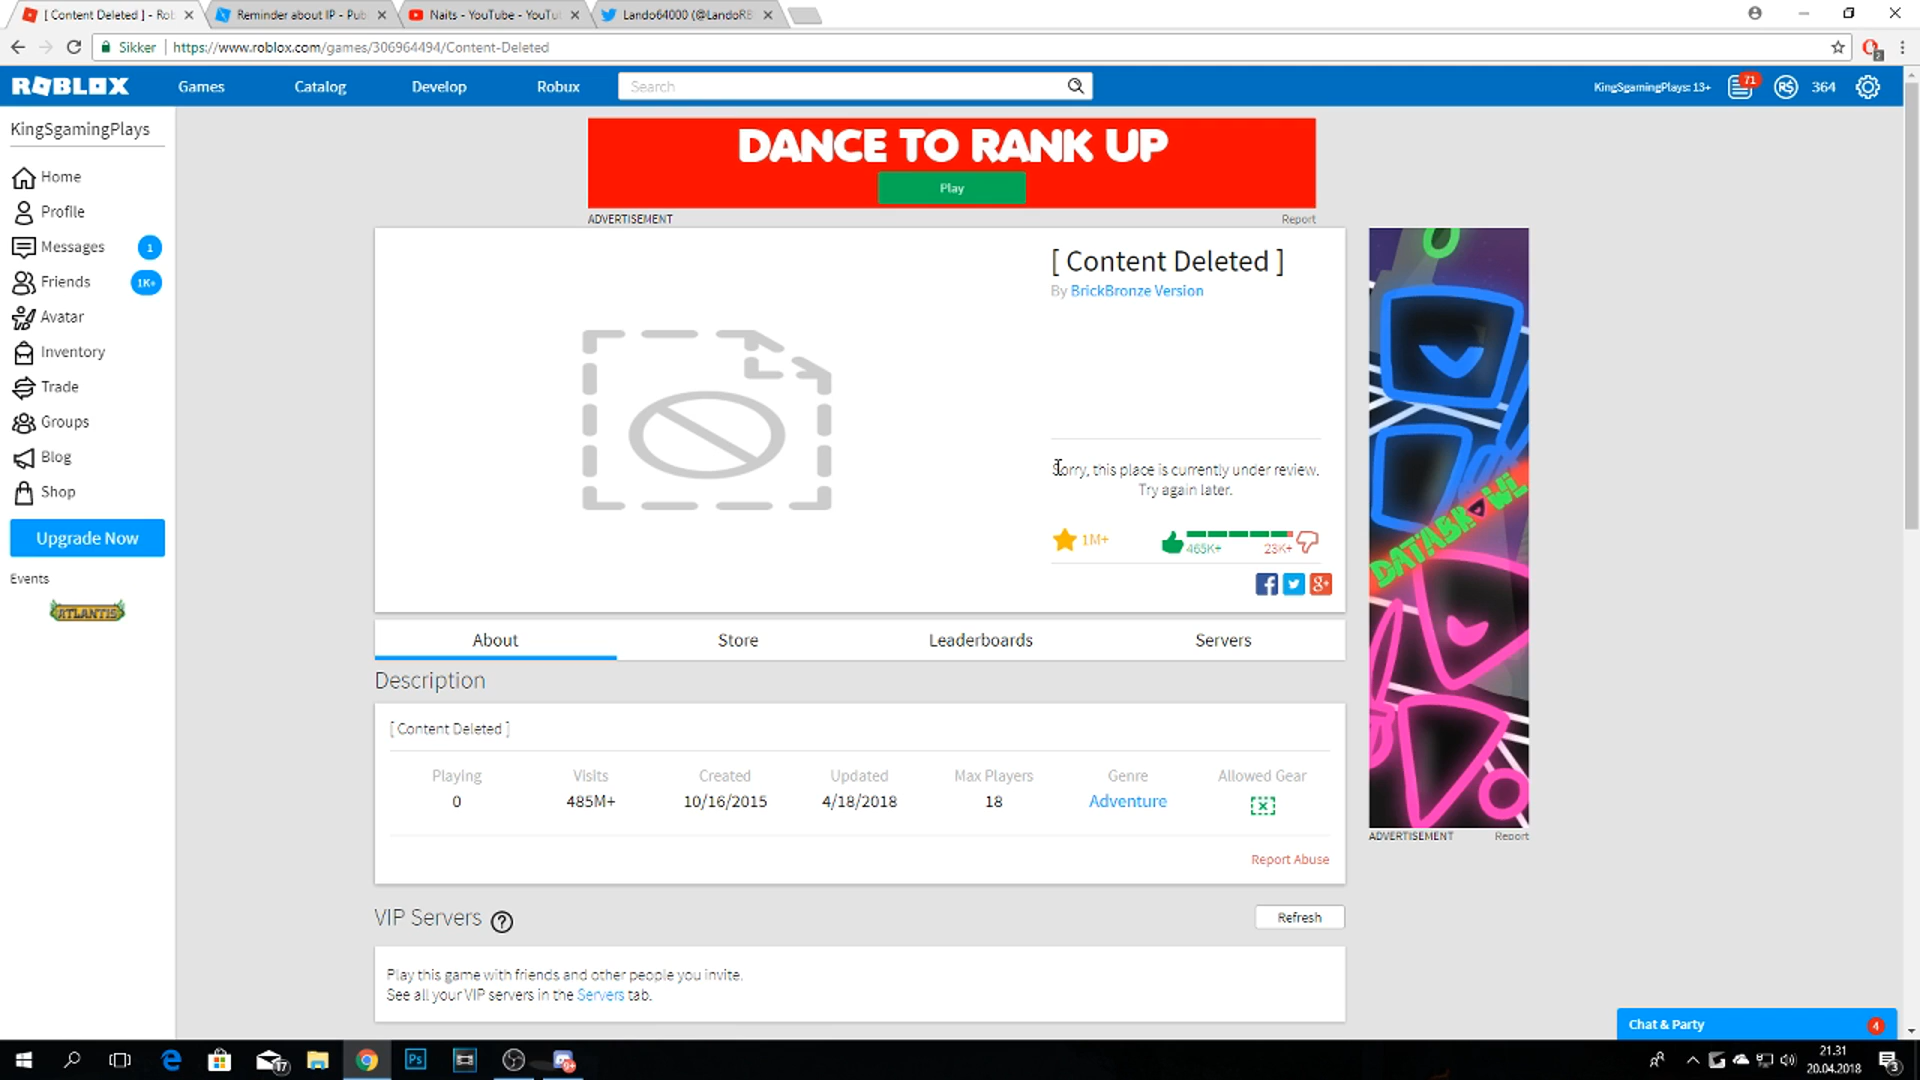 [ Content Deleted ] - Rob
Reminder about IP - Pub
Naits - YouTube - YouTu
Lando64000 (@LandoRB
Sikker | https://www.roblox.com/games/306964494/Content-Deleted
2
ROBLOX Games Catalog Develop Robux Search KingSgamingPlays: 13+ 71 R$ 364
KingSgamingPlays
Home
Profile
Messages 1
Friends 1K+
Avatar
Inventory
Trade
Groups
Blog
Shop
Upgrade Now
Events
ATLANTIS
DANCE TO RANK UP
Play
ADVERTISEMENT Report
[ Content Deleted ]
By BrickBronze Version
Sorry, this place is currently under review.
Try again later.
1M+ 465K+ 23K+
About Store Leaderboards Servers
Description
[ Content Deleted ]
Playing Visits Created Updated Max Players Genre Allowed Gear
0 485M+ 10/16/2015 4/18/2018 18 Adventure
Report Abuse
VIP Servers ? Refresh
Play this game with friends and other people you invite.
See all your VIP servers in the Servers tab.
ADVERTISEMENT Report
Chat & Party 4
17
Ps
21.31
20.04.2018
3